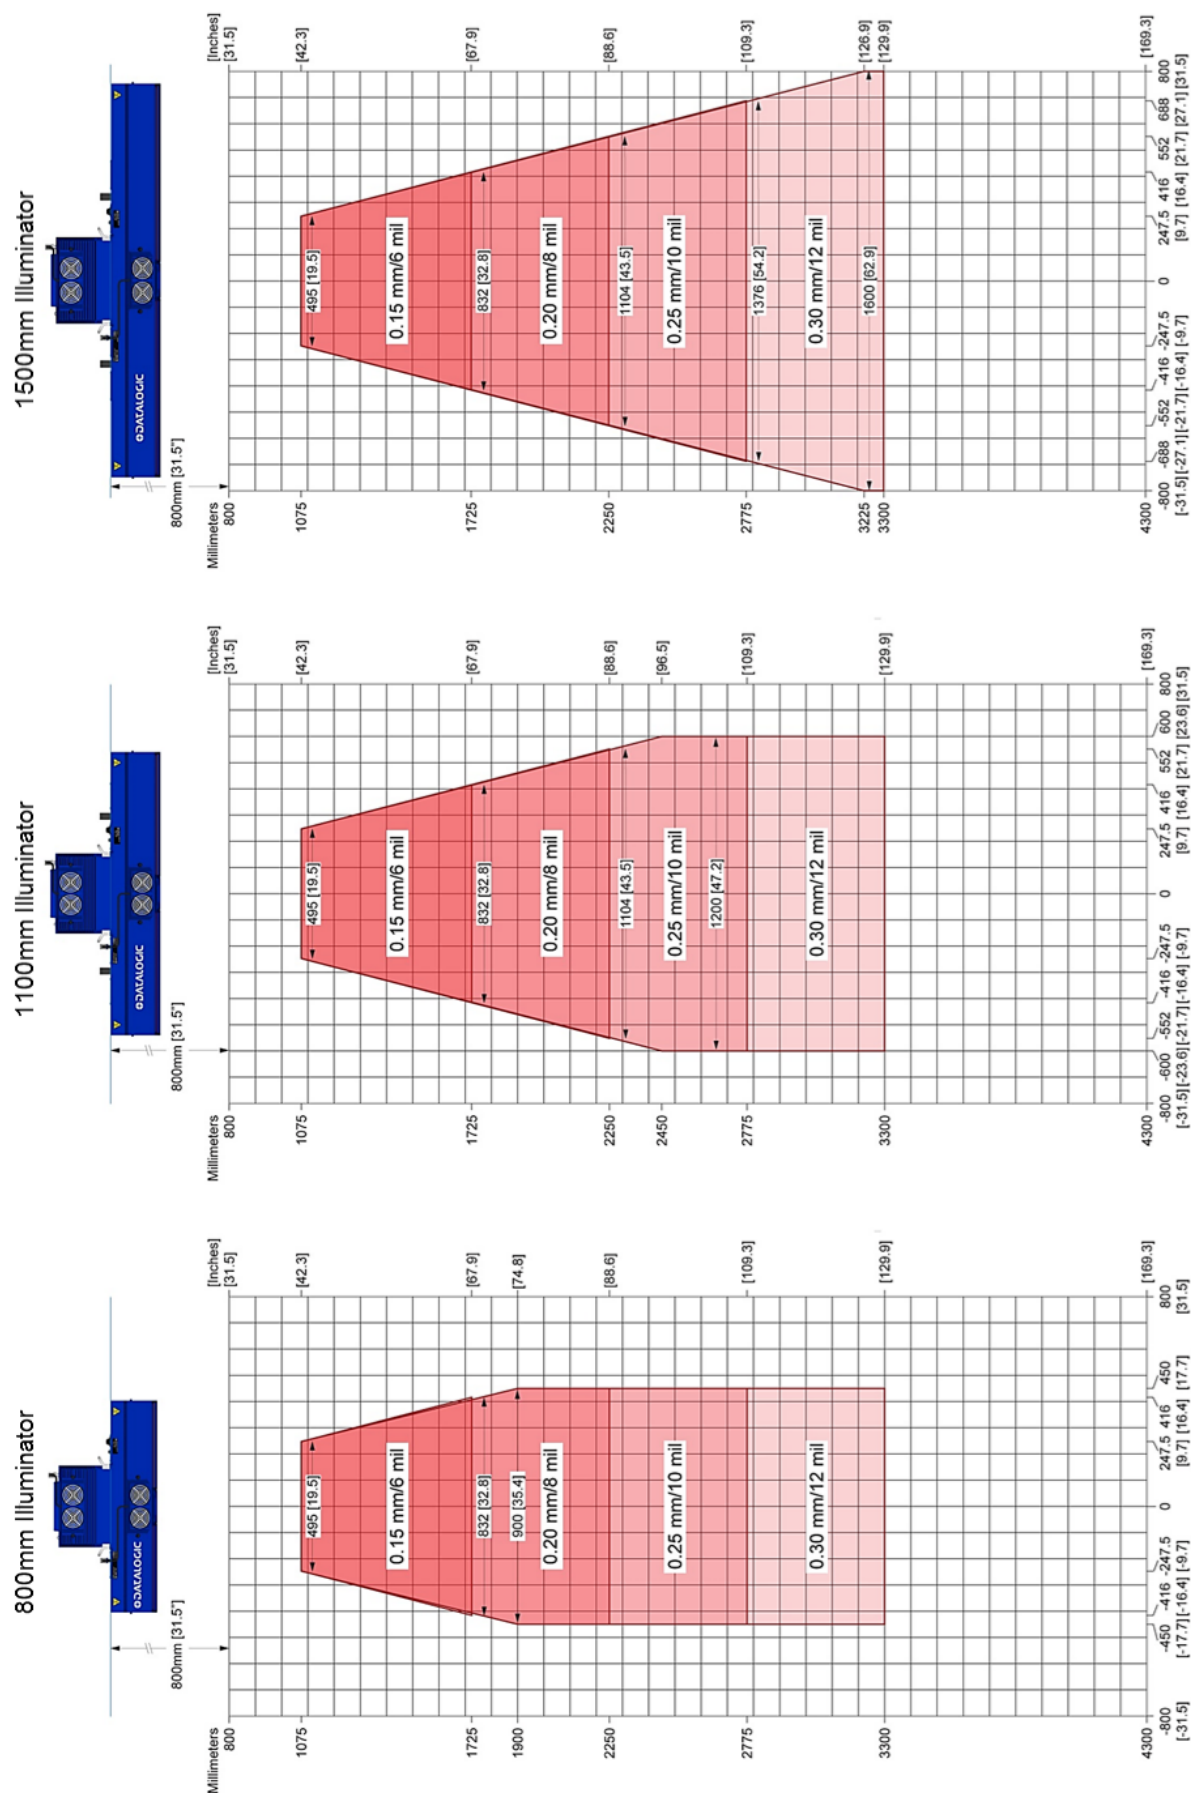 800mm Illuminator
DATALOGIC
800mm [31.5"]
Millimeters [Inches]
800 [31.5]
1075 [42.3]
495 [19.5]
0.15 mm/6 mil
1725 [67.9]
832 [32.8]
1900 [74.8]
900 [35.4]
0.20 mm/8 mil
2250 [88.6]
0.25 mm/10 mil
2775 [109.3]
0.30 mm/12 mil
3300 [129.9]
4300 [169.3]
-800 -450 -416 -247.5 0 247.5 416 450 800
[-31.5] [-17.7] [-16.4] [-9.7] [9.7] [16.4] [17.7] [31.5]
1100mm Illuminator
DATALOGIC
800mm [31.5"]
Millimeters [Inches]
800 [31.5]
1075 [42.3]
495 [19.5]
0.15 mm/6 mil
1725 [67.9]
832 [32.8]
0.20 mm/8 mil
2250 [88.6]
1104 [43.5]
2450 [96.5]
0.25 mm/10 mil
1200 [47.2]
2775 [109.3]
0.30 mm/12 mil
3300 [129.9]
4300 [169.3]
-800 -600 -552 -416 -247.5 0 247.5 416 552 600 800
[-31.5] [-23.6] [-21.7] [-16.4] [-9.7] [9.7] [16.4] [21.7] [23.6] [31.5]
1500mm Illuminator
DATALOGIC
800mm [31.5"]
Millimeters [Inches]
800 [31.5]
1075 [42.3]
495 [19.5]
0.15 mm/6 mil
1725 [67.9]
832 [32.8]
0.20 mm/8 mil
2250 [88.6]
1104 [43.5]
0.25 mm/10 mil
2775 [109.3]
1376 [54.2]
0.30 mm/12 mil
3225 [126.9]
1600 [62.9]
3300 [129.9]
4300 [169.3]
-800 -688 -552 -416 -247.5 0 247.5 416 552 688 800
[-31.5] [-27.1] [-21.7] [-16.4] [-9.7] [9.7] [16.4] [21.7] [27.1] [31.5]